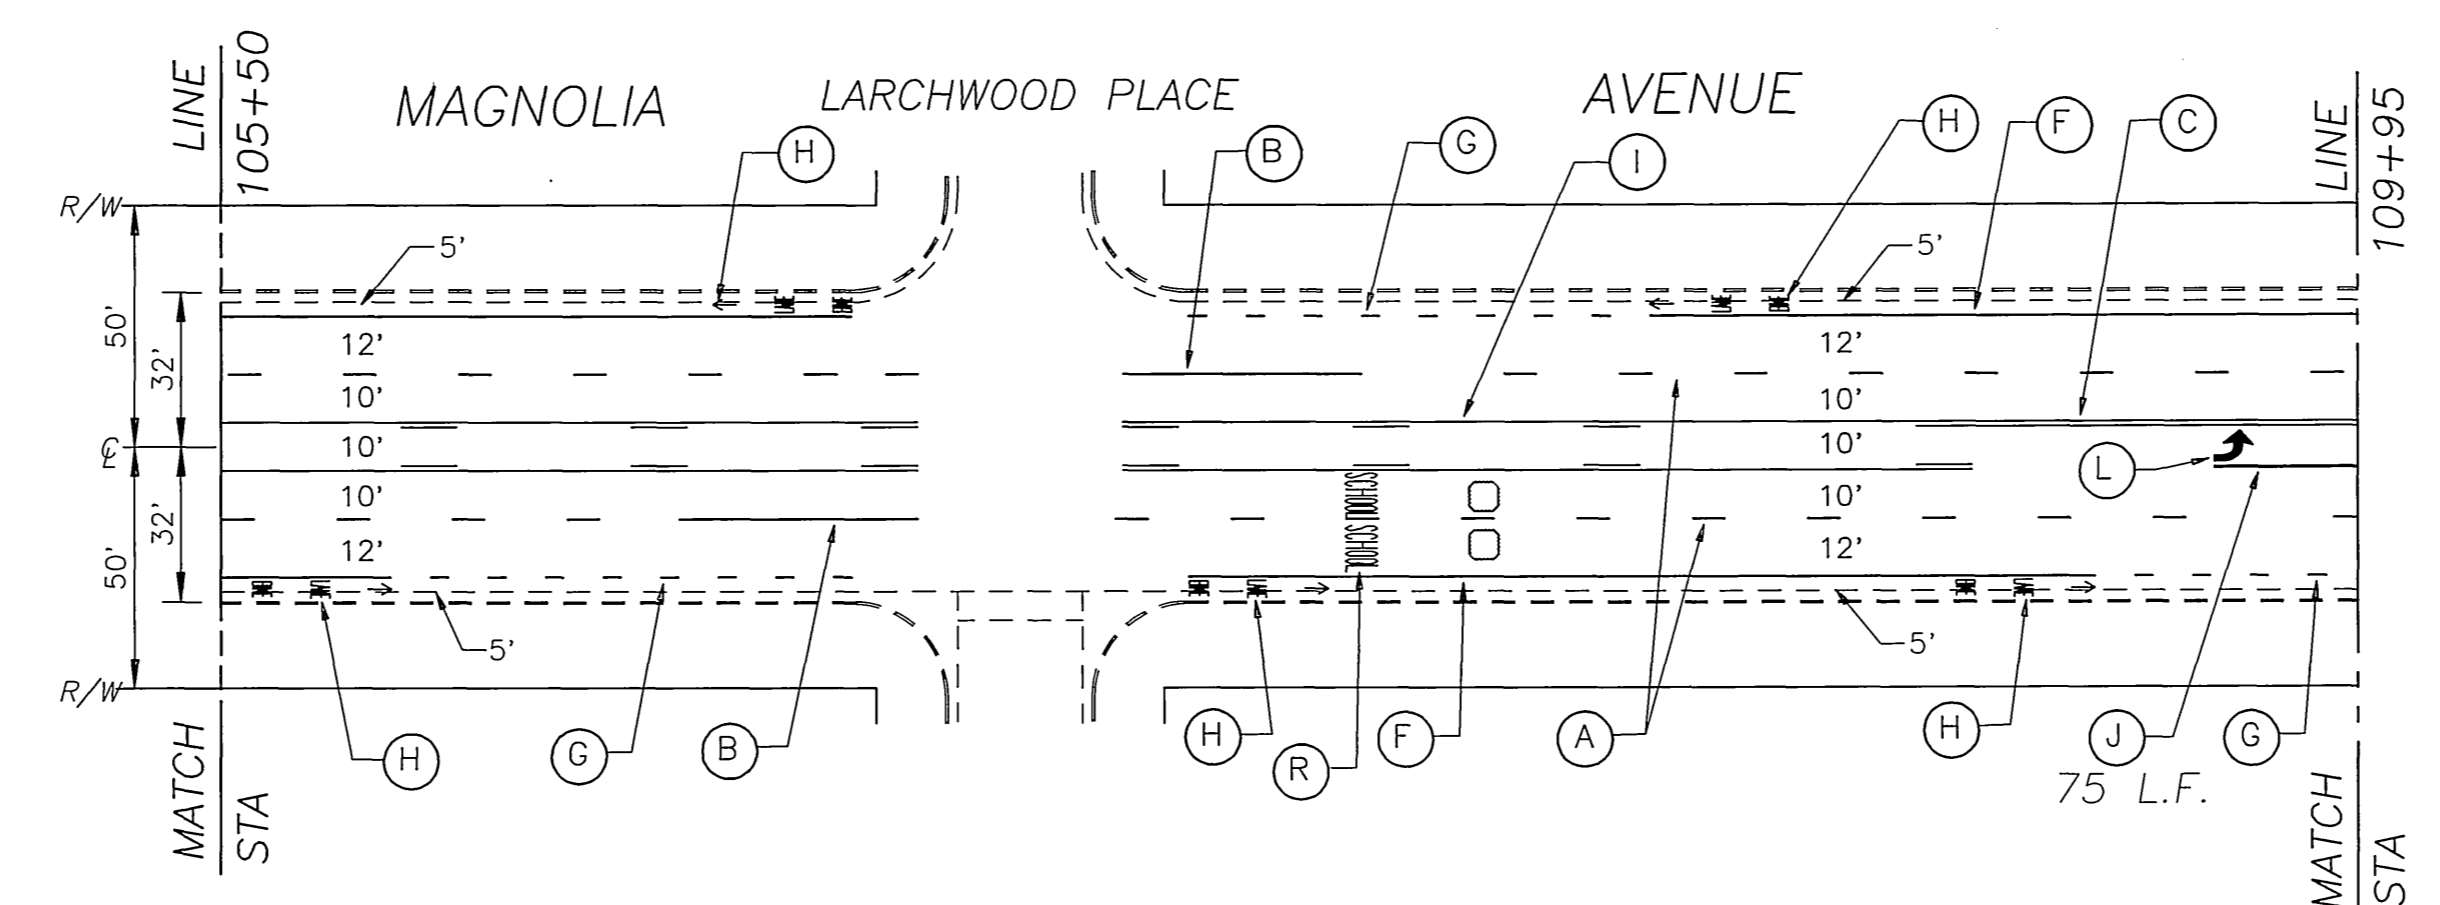 LINE
105+50
MAGNOLIA
LARCHWOOD PLACE
AVENUE
LINE
109+95
H
B
G
I
H
F
C
R/W
5'
5'
50'
32'
12'
12'
10'
10'
℄
10'
10'
L
10'
10'
SCHOOL SCHOOL
32'
12'
12'
50'
5'
5'
R/W
MATCH
STA
H
G
B
H
R
F
A
H
J
G
75 L.F.
MATCH
STA